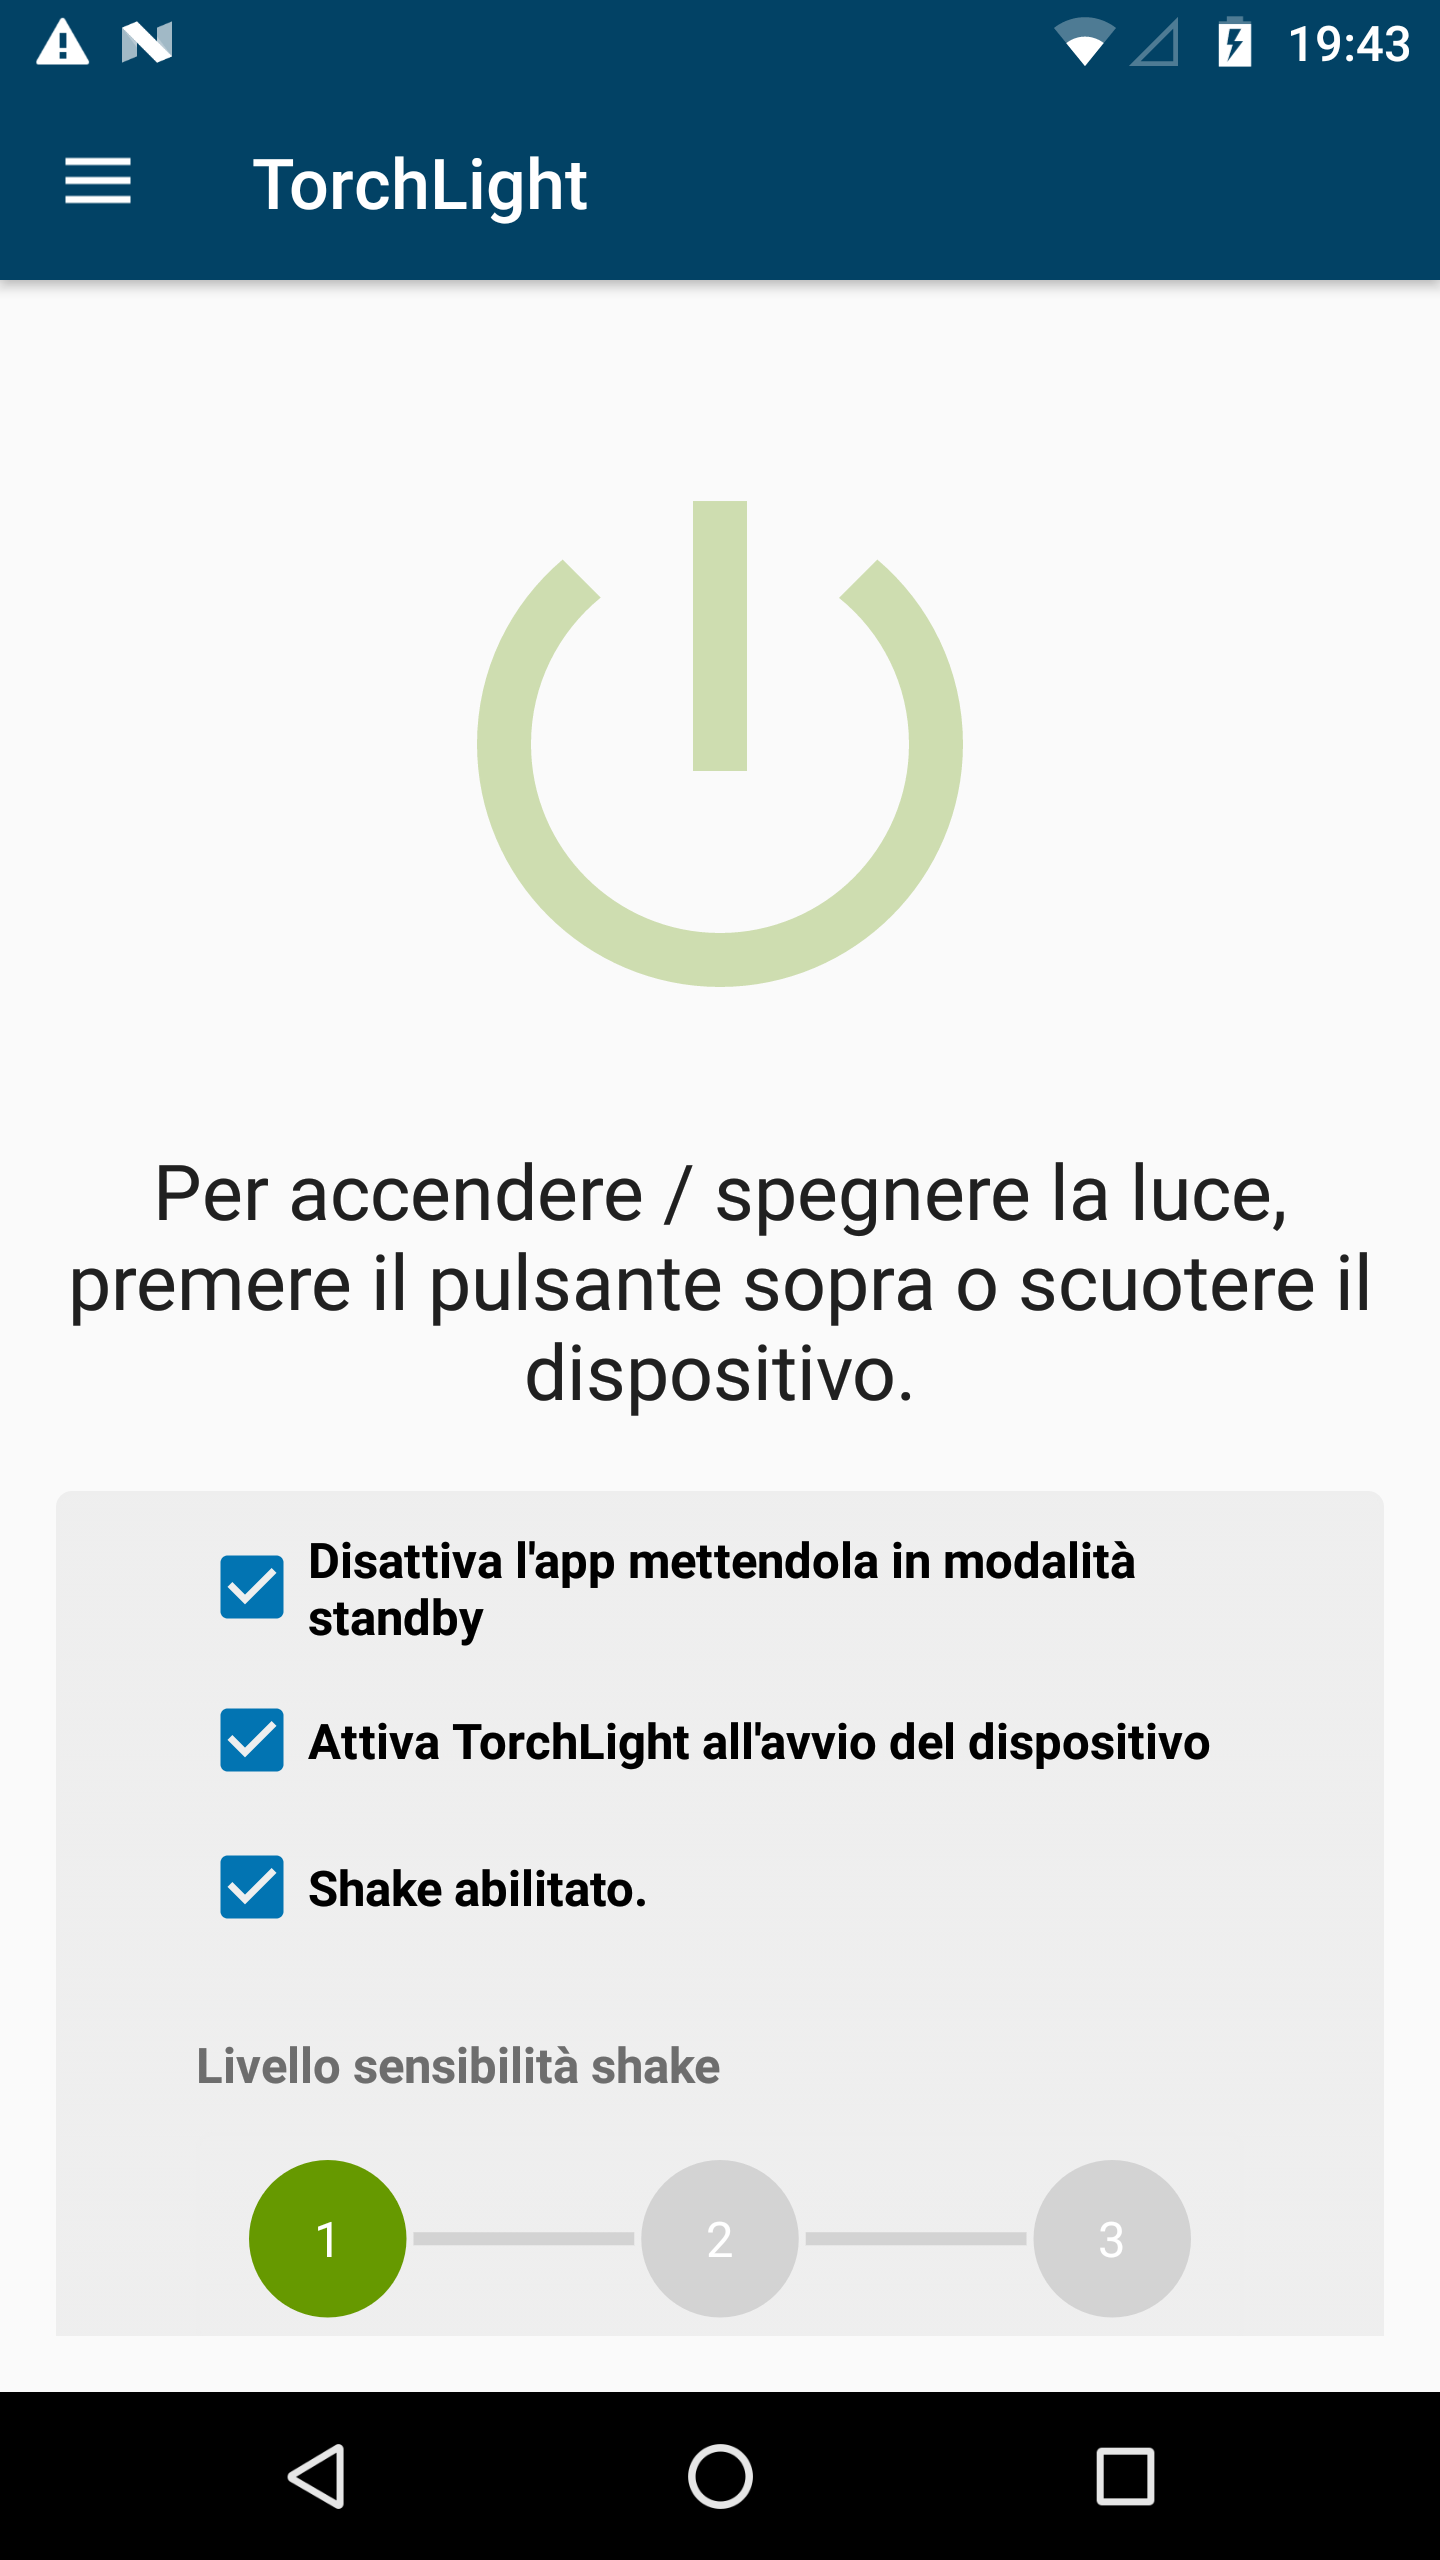 19:43
TorchLight
Per accendere / spegnere la luce,
premere il pulsante sopra o scuotere il
dispositivo.
Disattiva l'app mettendola in modalità
standby
Attiva TorchLight all'avvio del dispositivo
Shake abilitato.
Livello sensibilità shake
1 2 3